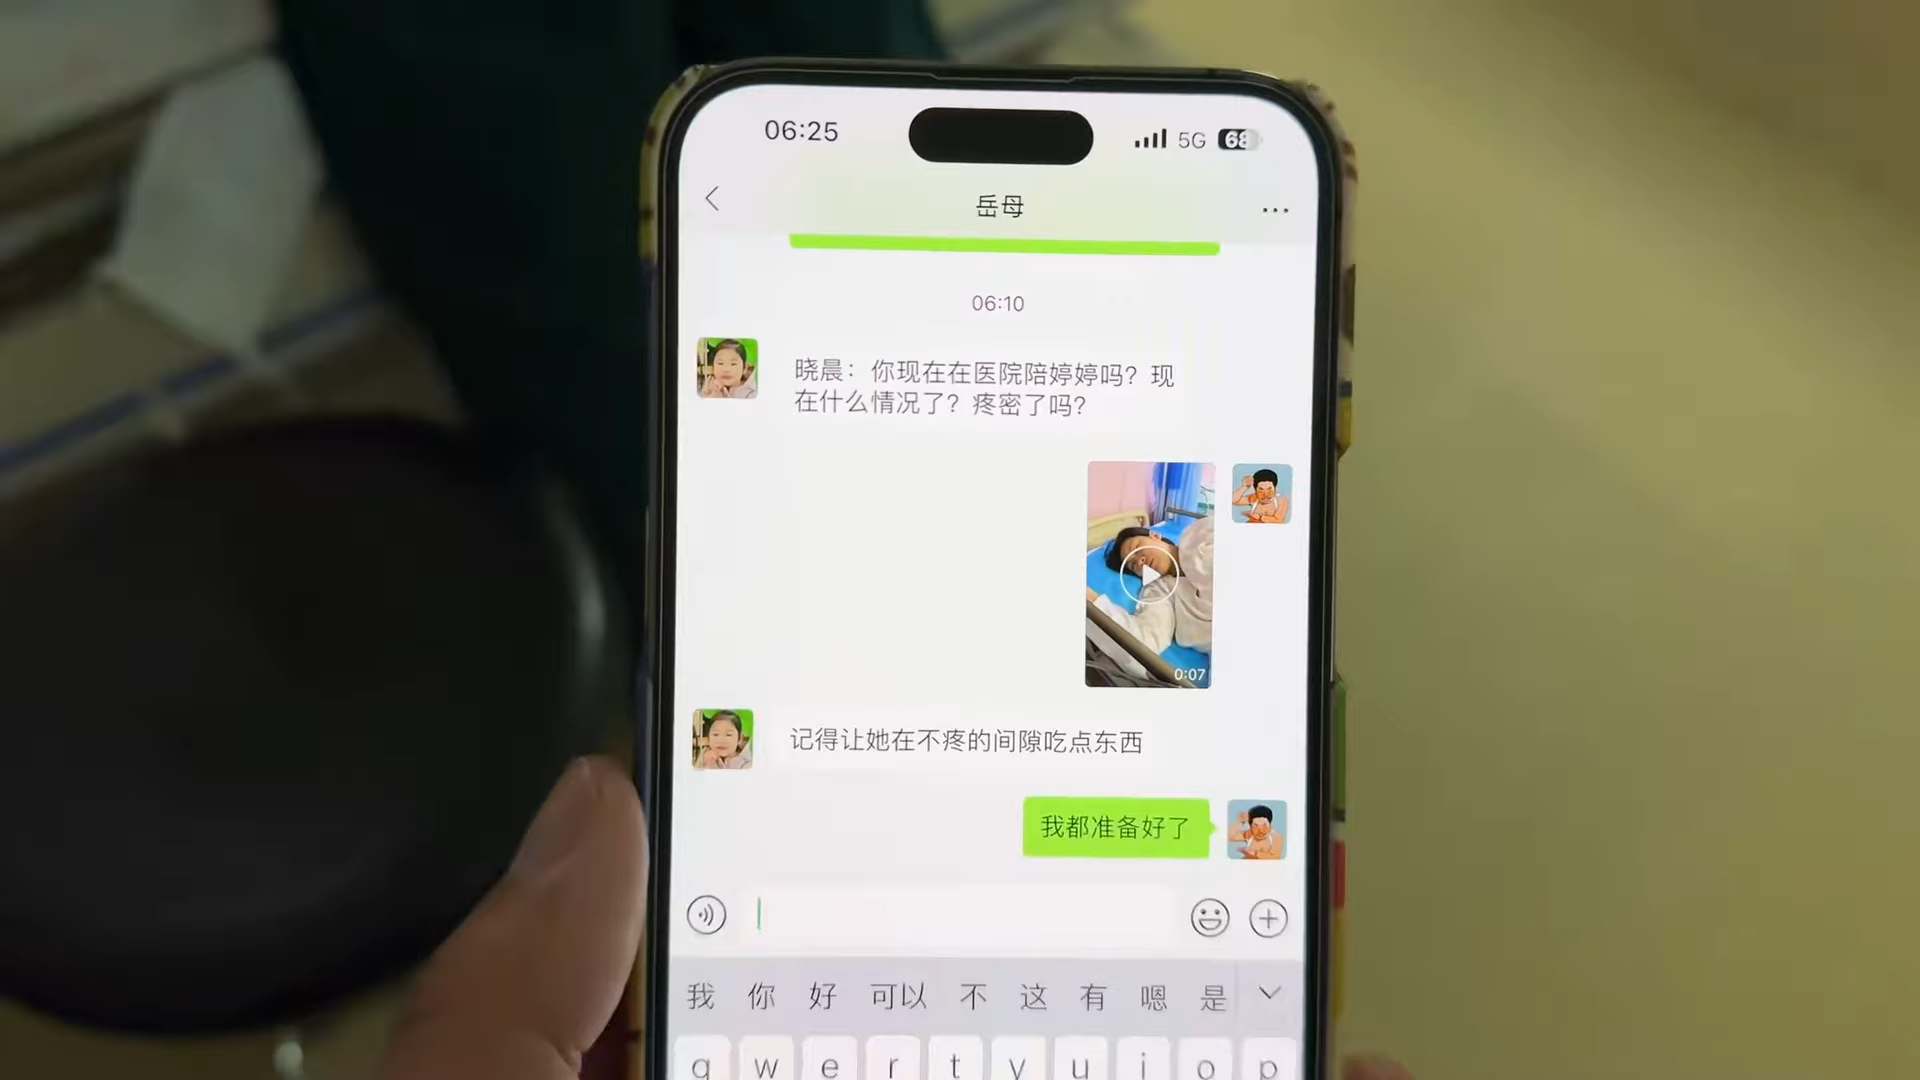 06:25
5G
68
岳母
...
06:10
晓晨：你现在在医院陪婷婷吗？现
在什么情况了？疼密了吗？
0:07
记得让她在不疼的间隙吃点东西
我都准备好了
我 你 好 可以 不 这 有 嗯 是
q w e r t y u i o p